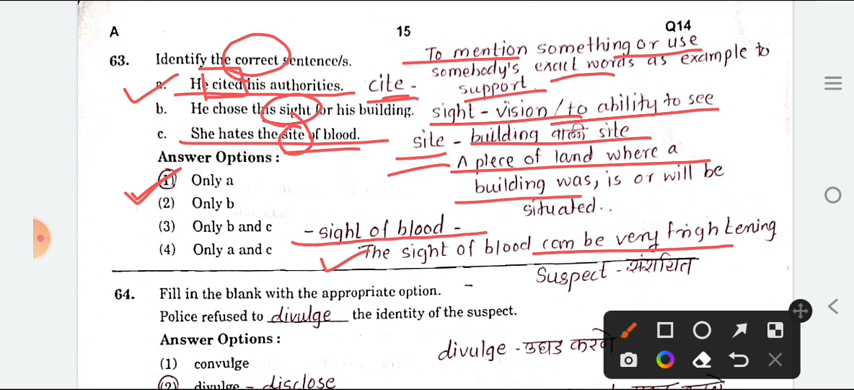 A 15 Q14
63. Identify the correct sentence/s.
To mention something or use
somebody's exact words as example to
support
a. He cited his authorities. cite -
b. He chose this sight for his building. sight - vision / to ability to see
c. She hates the site of blood. site - building वाली site
Answer Options :
A piece of land where a
building was, is or will be
situated..
(1) Only a
(2) Only b
(3) Only b and c - sight of blood -
(4) Only a and c The sight of blood can be very frightening
Suspect - संशयित
64. Fill in the blank with the appropriate option.
Police refused to divulge the identity of the suspect.
Answer Options :
divulge - उघड करणे
(1) convulge
(2) divulge - disclose